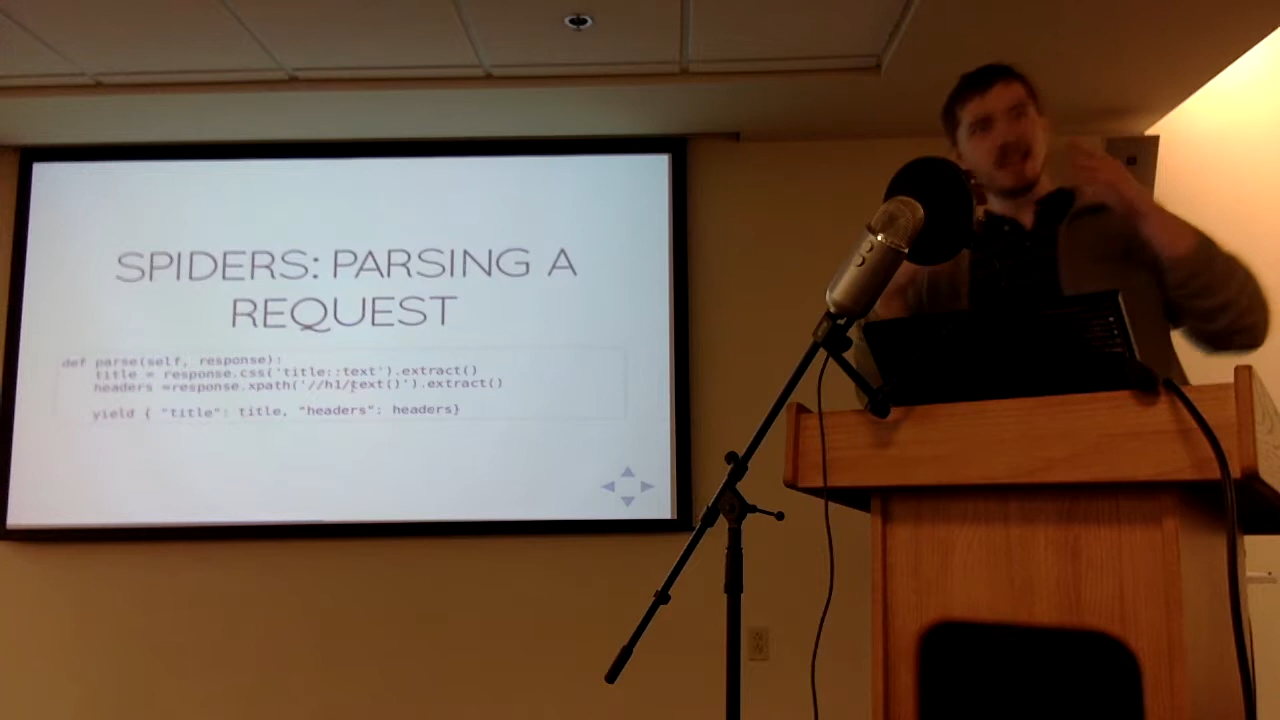 SPIDERS: PARSING A
REQUEST
def parse(self, response):
title = response.css('title::text').extract()
headers =response.xpath('//h1/text()').extract()
yield { "title": title, "headers": headers}